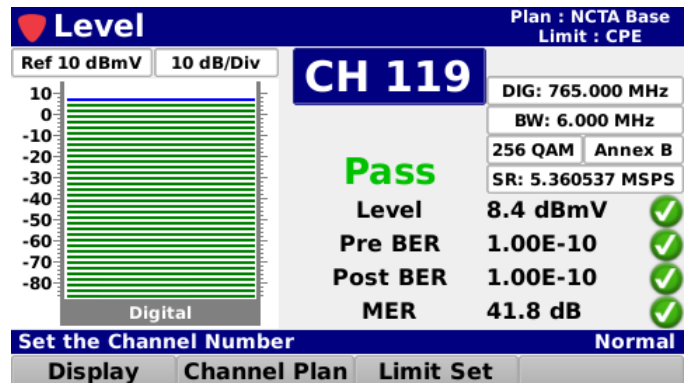 Level
Plan : NCTA Base
Limit : CPE
Ref 10 dBmV
10 dB/Div
10
0
-10
-20
-30
-40
-50
-60
-70
-80
Digital
CH 119
DIG: 765.000 MHz
BW: 6.000 MHz
256 QAM Annex B
SR: 5.360537 MSPS
Pass
Level 8.4 dBmV
Pre BER 1.00E-10
Post BER 1.00E-10
MER 41.8 dB
Set the Channel Number Normal
Display Channel Plan Limit Set